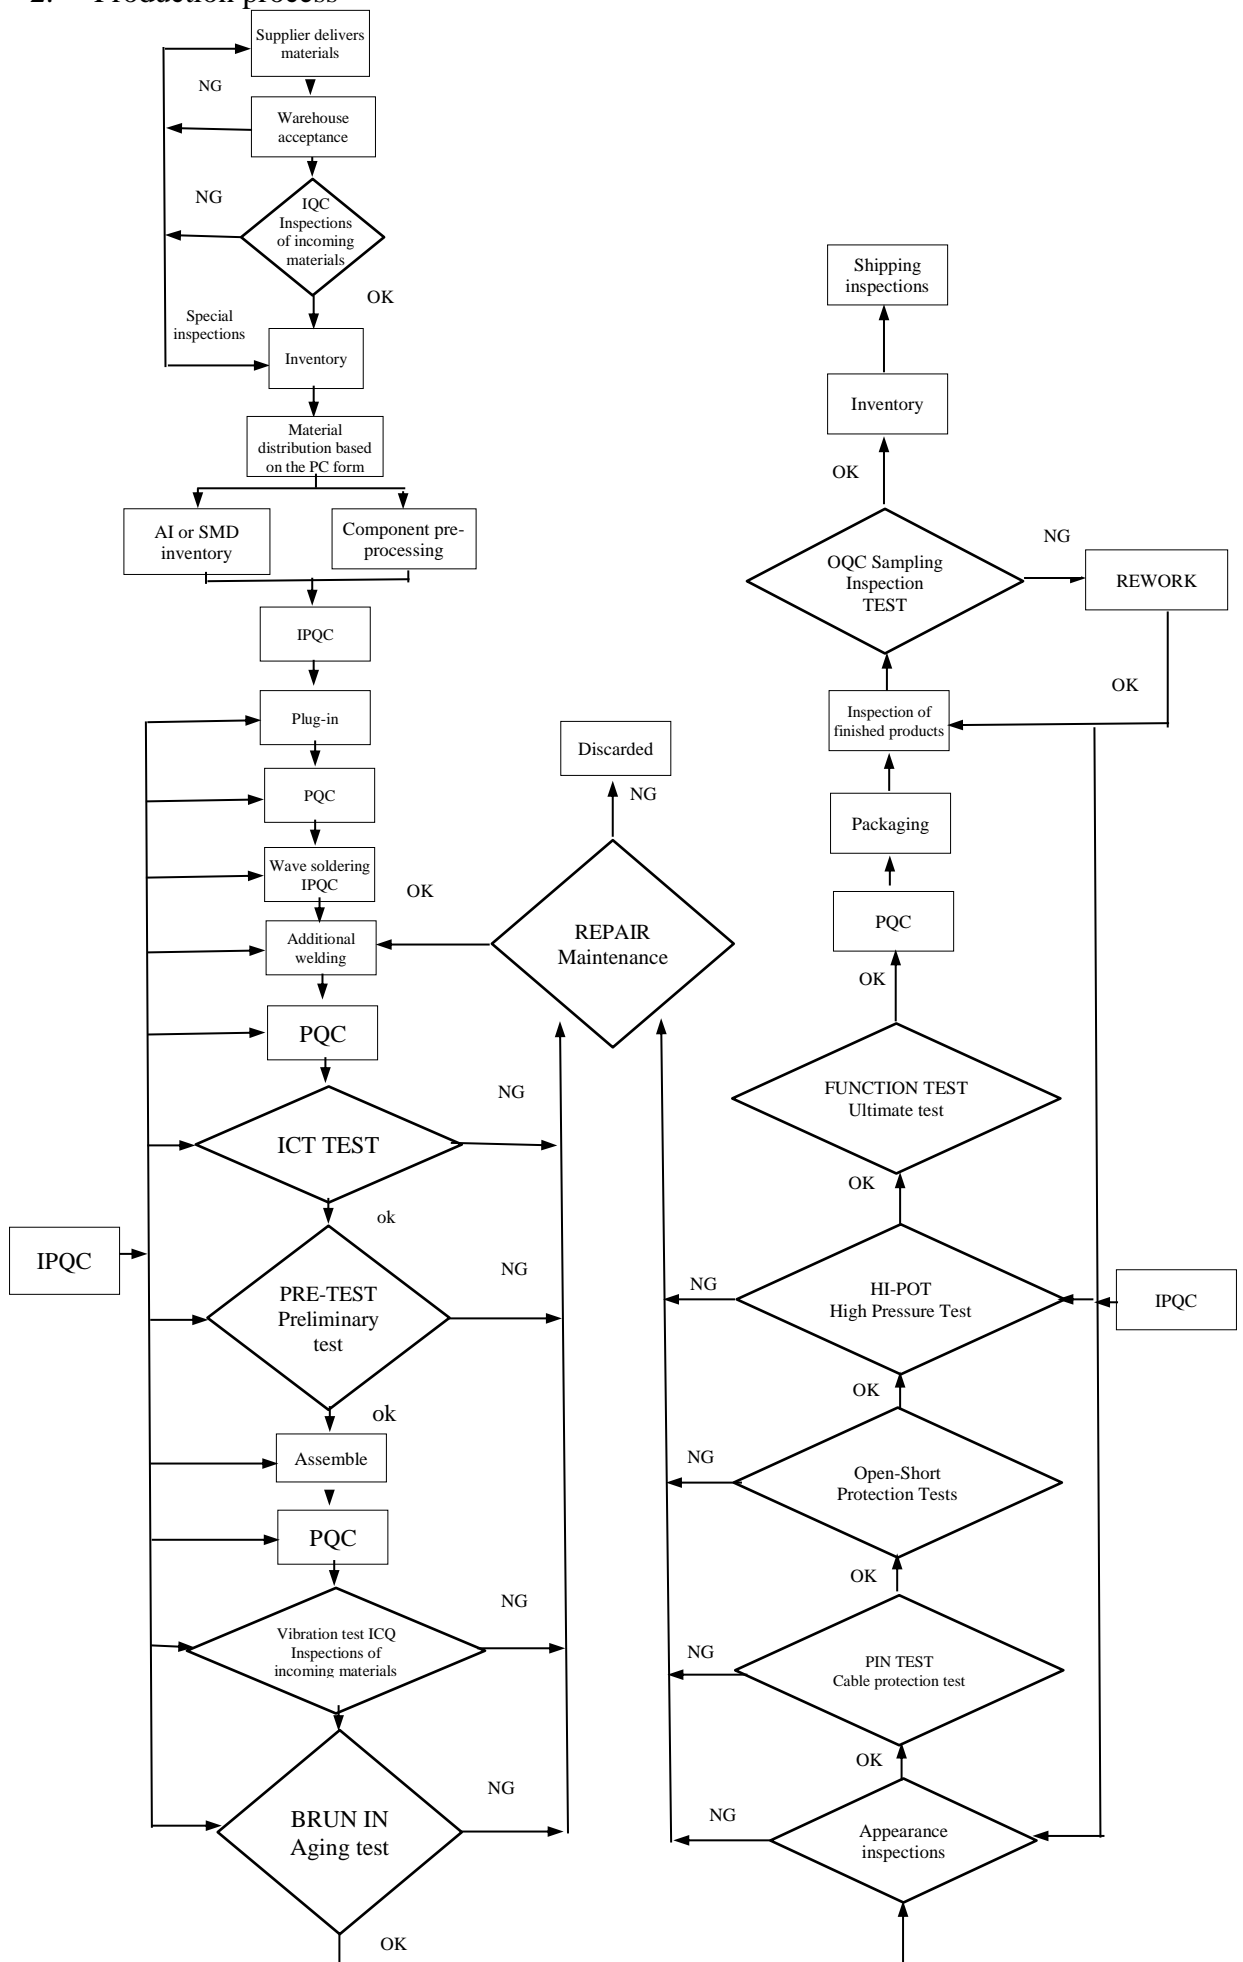 2. Production process
Supplier delivers
materials
NG
Warehouse
acceptance
NG
IQC
Inspections
of incoming
materials
OK
Special
inspections
Inventory
Material
distribution based
on the PC form
AI or SMD
inventory
Component pre-
processing
IPQC
Plug-in
PQC
Wave soldering
IPQC
Additional
welding
PQC
ICT TEST
NG
ok
IPQC
PRE-TEST
Preliminary
test
NG
ok
Assemble
PQC
Vibration test ICQ
Inspections of
incoming materials
NG
BRUN IN
Aging test
NG
OK
Discarded
NG
OK
REPAIR
Maintenance
Shipping
inspections
Inventory
OK
OQC Sampling
Inspection
TEST
NG
REWORK
OK
Inspection of
finished products
Packaging
PQC
OK
FUNCTION TEST
Ultimate test
OK
NG
HI-POT
High Pressure Test
IPQC
OK
NG
Open-Short
Protection Tests
OK
NG
PIN TEST
Cable protection test
OK
NG
Appearance
inspections